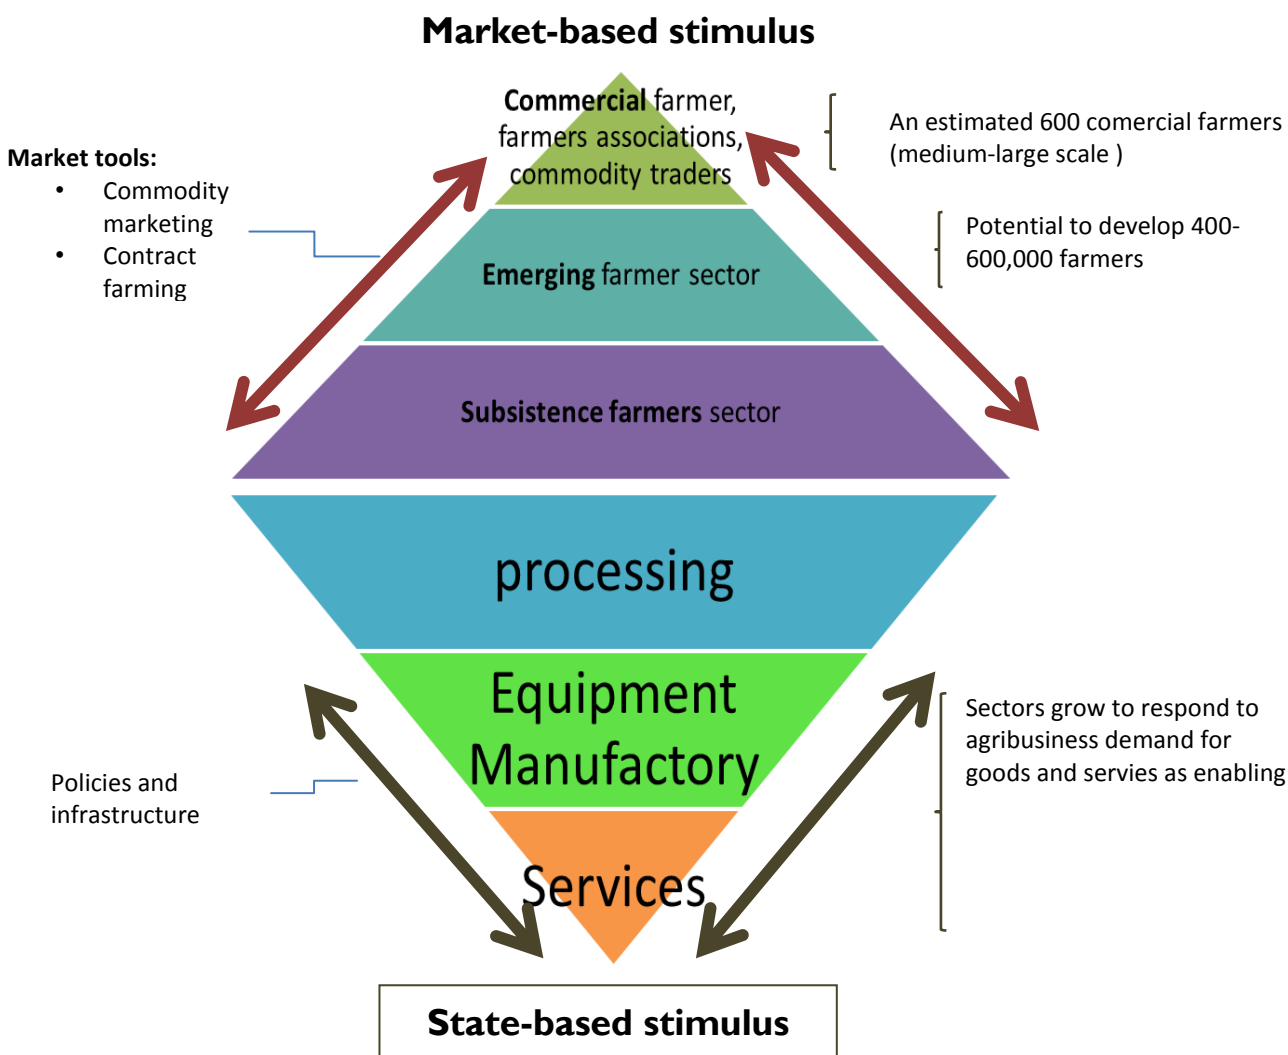 Market-based stimulus
Commercial farmer,
farmers associations,
commodity traders
An estimated 600 comercial farmers
(medium-large scale )
Market tools:
• Commodity
marketing
• Contract
farming
Potential to develop 400-
600,000 farmers
Emerging farmer sector
Subsistence farmers sector
processing
Equipment
Manufactory
Sectors grow to respond to
agribusiness demand for
goods and servies as enabling
Policies and
infrastructure
Services
State-based stimulus